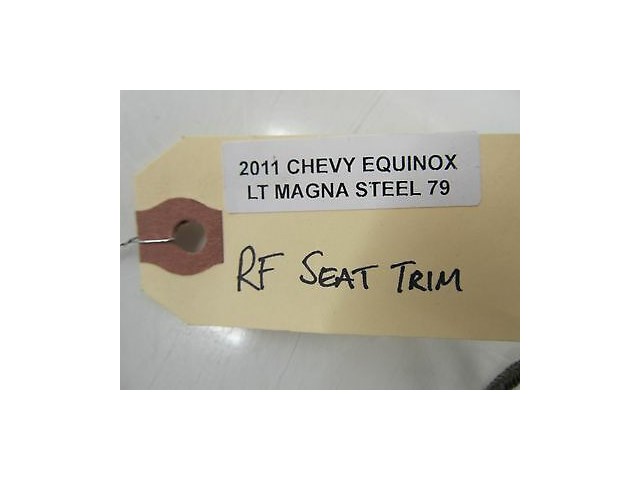 2011 CHEVY EQUINOX
LT MAGNA STEEL 79
RF SEAT TRIM